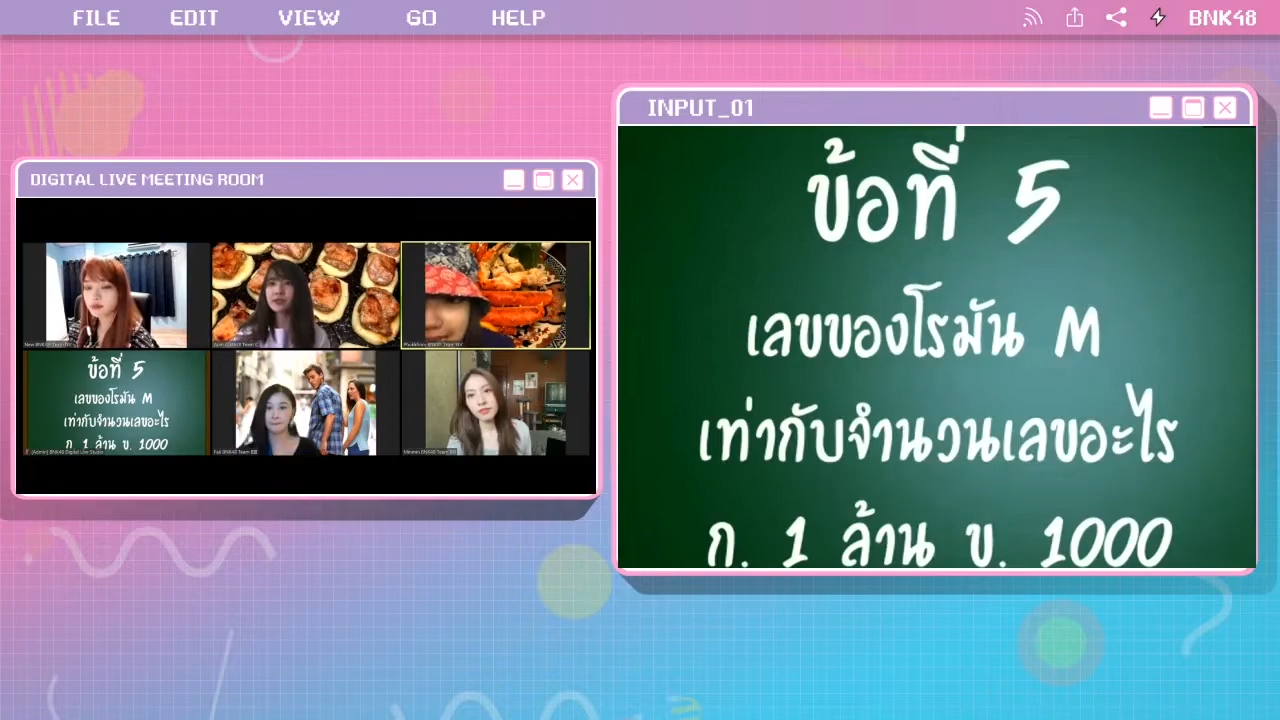 FILE EDIT VIEW GO HELP BNK48
INPUT_01
DIGITAL LIVE MEETING ROOM
ข้อที่ 5
เลขของโรมัน M
เท่ากับจำนวนเลขอะไร
ก. 1 ล้าน ข. 1000
ข้อที่ 5
เลขของโรมัน M
เท่ากับจำนวนเลขอะไร
ก. 1 ล้าน ข. 1000